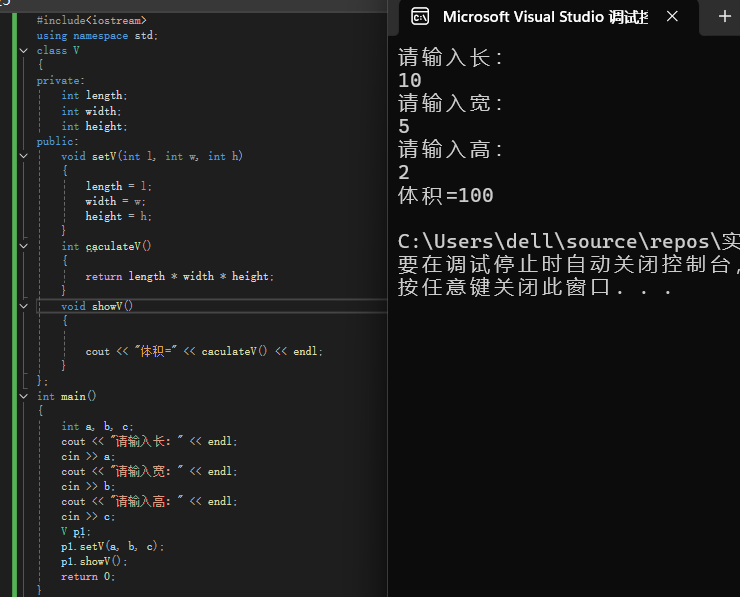 #include<iostream>
using namespace std;
class V
{
private:
int length;
int width;
int height;
public:
void setV(int l, int w, int h)
{
length = l;
width = w;
height = h;
}
int caculateV()
{
return length * width * height;
}
void showV()
{
cout << "体积=" << caculateV() << endl;
}
};
int main()
{
int a, b, c;
cout << "请输入长: " << endl;
cin >> a;
cout << "请输入宽: " << endl;
cin >> b;
cout << "请输入高: " << endl;
cin >> c;
V p1;
p1.setV(a, b, c);
p1.showV();
return 0;
}
Microsoft Visual Studio 调试
请输入长:
10
请输入宽:
5
请输入高:
2
体积=100
C:\Users\dell\source\repos\实
要在调试停止时自动关闭控制台,
按任意键关闭此窗口. . .